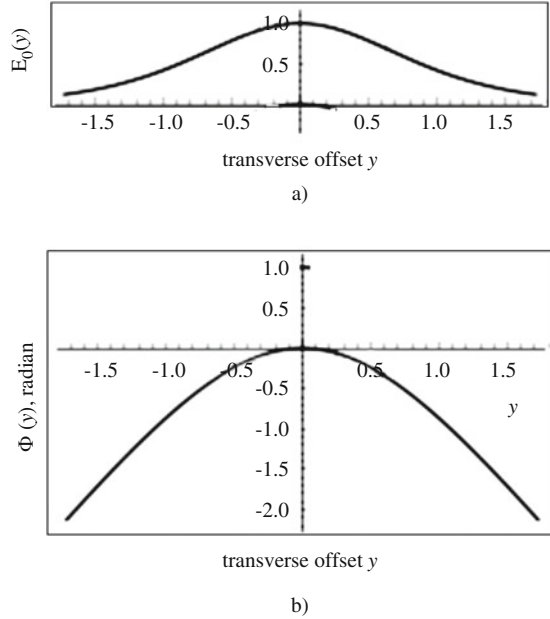 E0(y)
1.0
0.5
-1.5 -1.0 -0.5 0.5 1.0 1.5
transverse offset y
a)
Φ (y), radian
1.0
0.5
-1.5 -1.0 -0.5 0.5 1.0 1.5
-0.5
y
-1.0
-1.5
-2.0
transverse offset y
b)